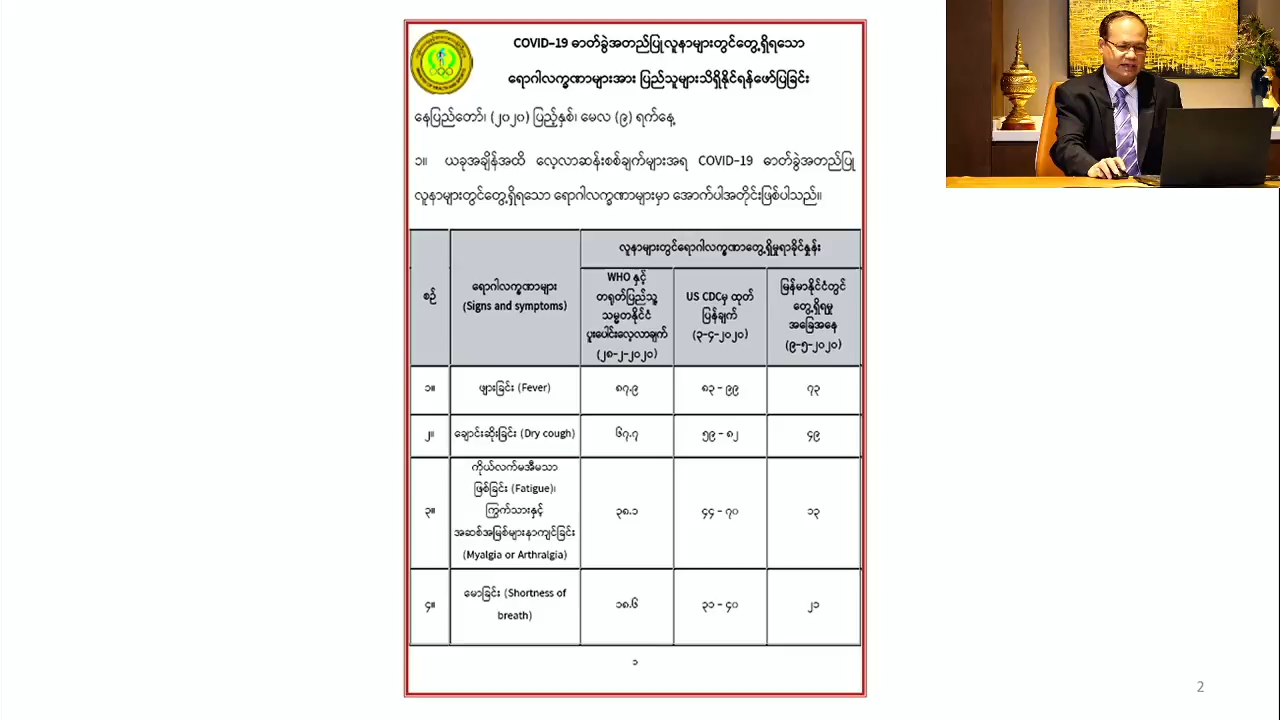 COVID-19 ဓာတ်ခွဲအတည်ပြုလူနာများတွင်တွေ့ရှိရသော
ရောဂါလက္ခဏာများအား ပြည်သူများသိရှိနိုင်ရန်ဖော်ပြခြင်း
နေပြည်တော်၊ (၂၀၂၀) ပြည့်နှစ်၊ မေလ (၉) ရက်နေ့
၁။ ယခုအချိန်အထိ လေ့လာဆန်းစစ်ချက်များအရ COVID-19 ဓာတ်ခွဲအတည်ပြု
လူနာများတွင်တွေ့ရှိရသော ရောဂါလက္ခဏာများမှာ အောက်ပါအတိုင်းဖြစ်ပါသည်။
စဉ်
ရောဂါလက္ခဏာများ
(Signs and symptoms)
လူနာများတွင်ရောဂါလက္ခဏာတွေ့ရှိမှုရာခိုင်နှုန်း
WHO နှင့်
တရုတ်ပြည်သူ့
သမ္မတနိုင်ငံ
ပူးပေါင်းလေ့လာချက်
(၂၈-၂-၂၀၂၀)
US CDCမှ ထုတ်
ပြန်ချက်
(၃-၄-၂၀၂၀)
မြန်မာနိုင်ငံတွင်
တွေ့ရှိရမှု
အခြေအနေ
(၉-၅-၂၀၂၀)
၁။ ဖျားခြင်း (Fever) ၈၇.၉ ၈၃ - ၉၉ ၇၃
၂။ ချောင်းဆိုးခြင်း (Dry cough) ၆၇.၇ ၅၉ - ၈၂ ၄၉
၃။
ကိုယ်လက်မအီမသာ
ဖြစ်ခြင်း (Fatigue)၊
ကြွက်သားနှင့်
အဆစ်အမြစ်များနာကျင်ခြင်း
(Myalgia or Arthralgia)
၃၈.၁ ၄၄ - ၇၀ ၁၃
၄။
မောခြင်း (Shortness of
breath)
၁၈.၆ ၃၁ - ၄၀ ၂၁
၁
2